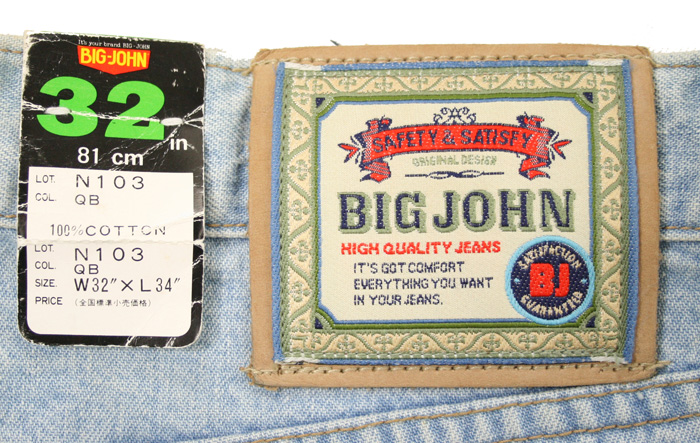 It's your brand BIG-JOHN
BIG-JOHN
32 in
81 cm
LOT. N103
COL. QB
100% COTTON
LOT. N103
COL. QB
SIZE. W32"×L34"
PRICE (全国標準小売価格)
SAFETY & SATISFY
ORIGINAL DESIGN
BIG JOHN
HIGH QUALITY JEANS
IT'S GOT COMFORT
EVERYTHING YOU WANT
IN YOUR JEANS.
SATISFACTION
BJ
GUARANTEED